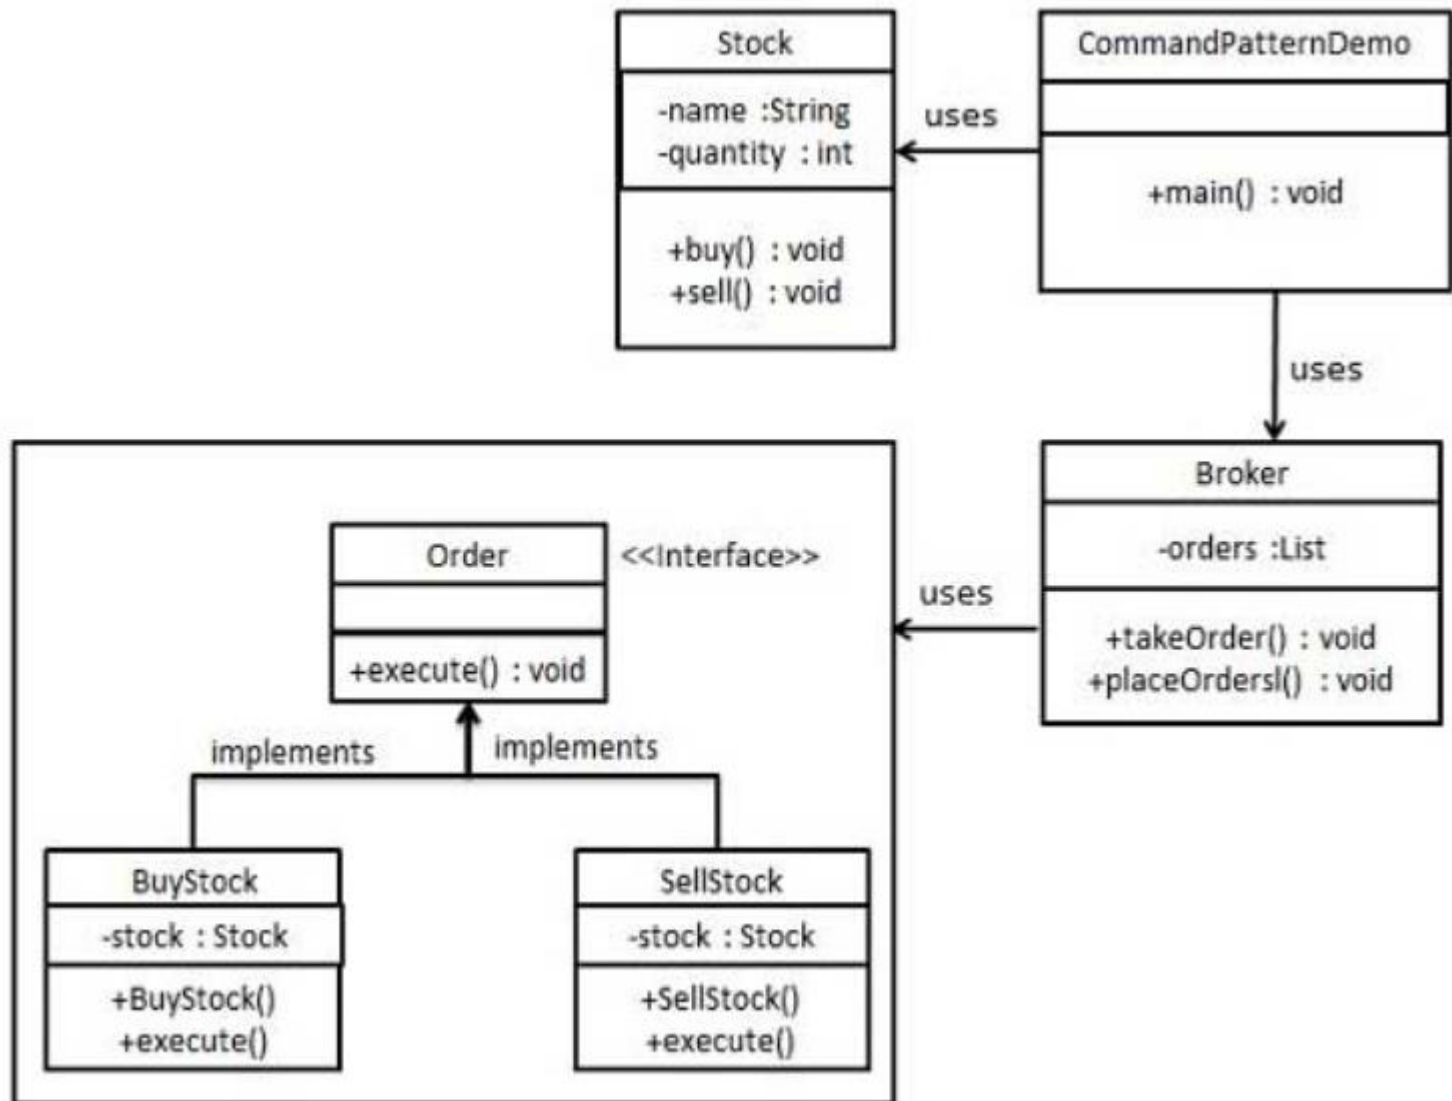 Stock
-name :String
-quantity : int
+buy() : void
+sell() : void
uses
CommandPatternDemo
+main() : void
uses
Broker
-orders :List
+takeOrder() : void
+placeOrdersl() : void
uses
Order
<<Interface>>
+execute() : void
implements
implements
BuyStock
-stock : Stock
+BuyStock()
+execute()
SellStock
-stock : Stock
+SellStock()
+execute()